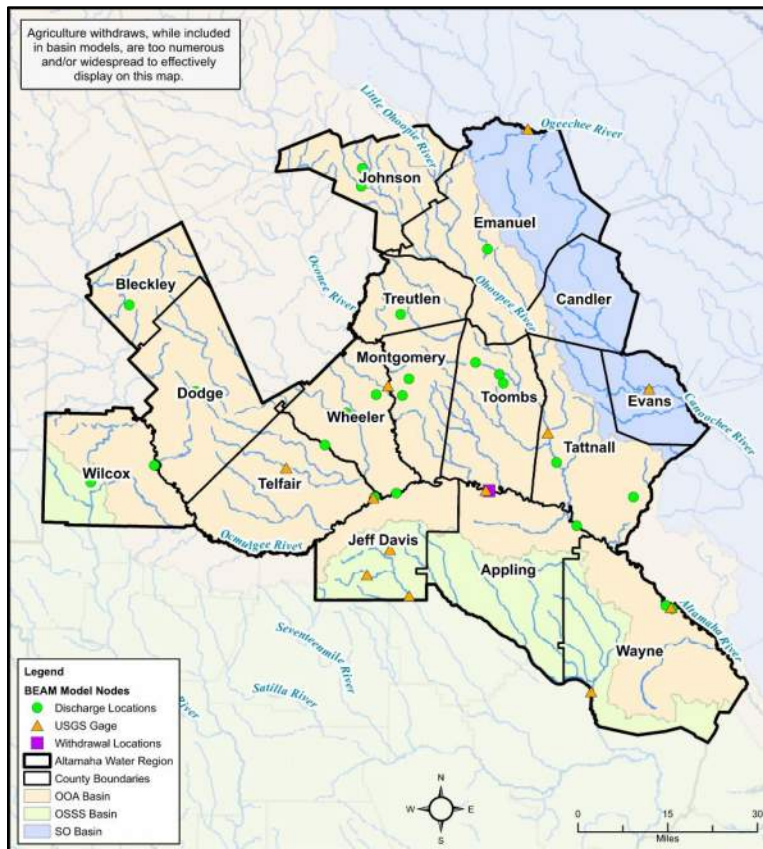 Agriculture withdraws, while included
in basin models, are too numerous
and/or widespread to effectively
display on this map.
Little Ohoopie River
Ogeechee River
Johnson
Emanuel
Bleckley
Oconee River
Treutlen
Ohoopee River
Candler
Montgomery
Dodge
Toombs
Evans
Canoochee River
Wheeler
Tattnall
Wilcox
Telfair
Ocmulgee River
Jeff Davis
Appling
Altamaha River
Seventeenmile River
Wayne
Satilla River
River
Legend
BEAM Model Nodes
Discharge Locations
USGS Gage
Withdrawal Locations
Altamaha Water Region
County Boundaries
OOA Basin
OSSS Basin
SO Basin
N
W E
S
0 15 30
Miles